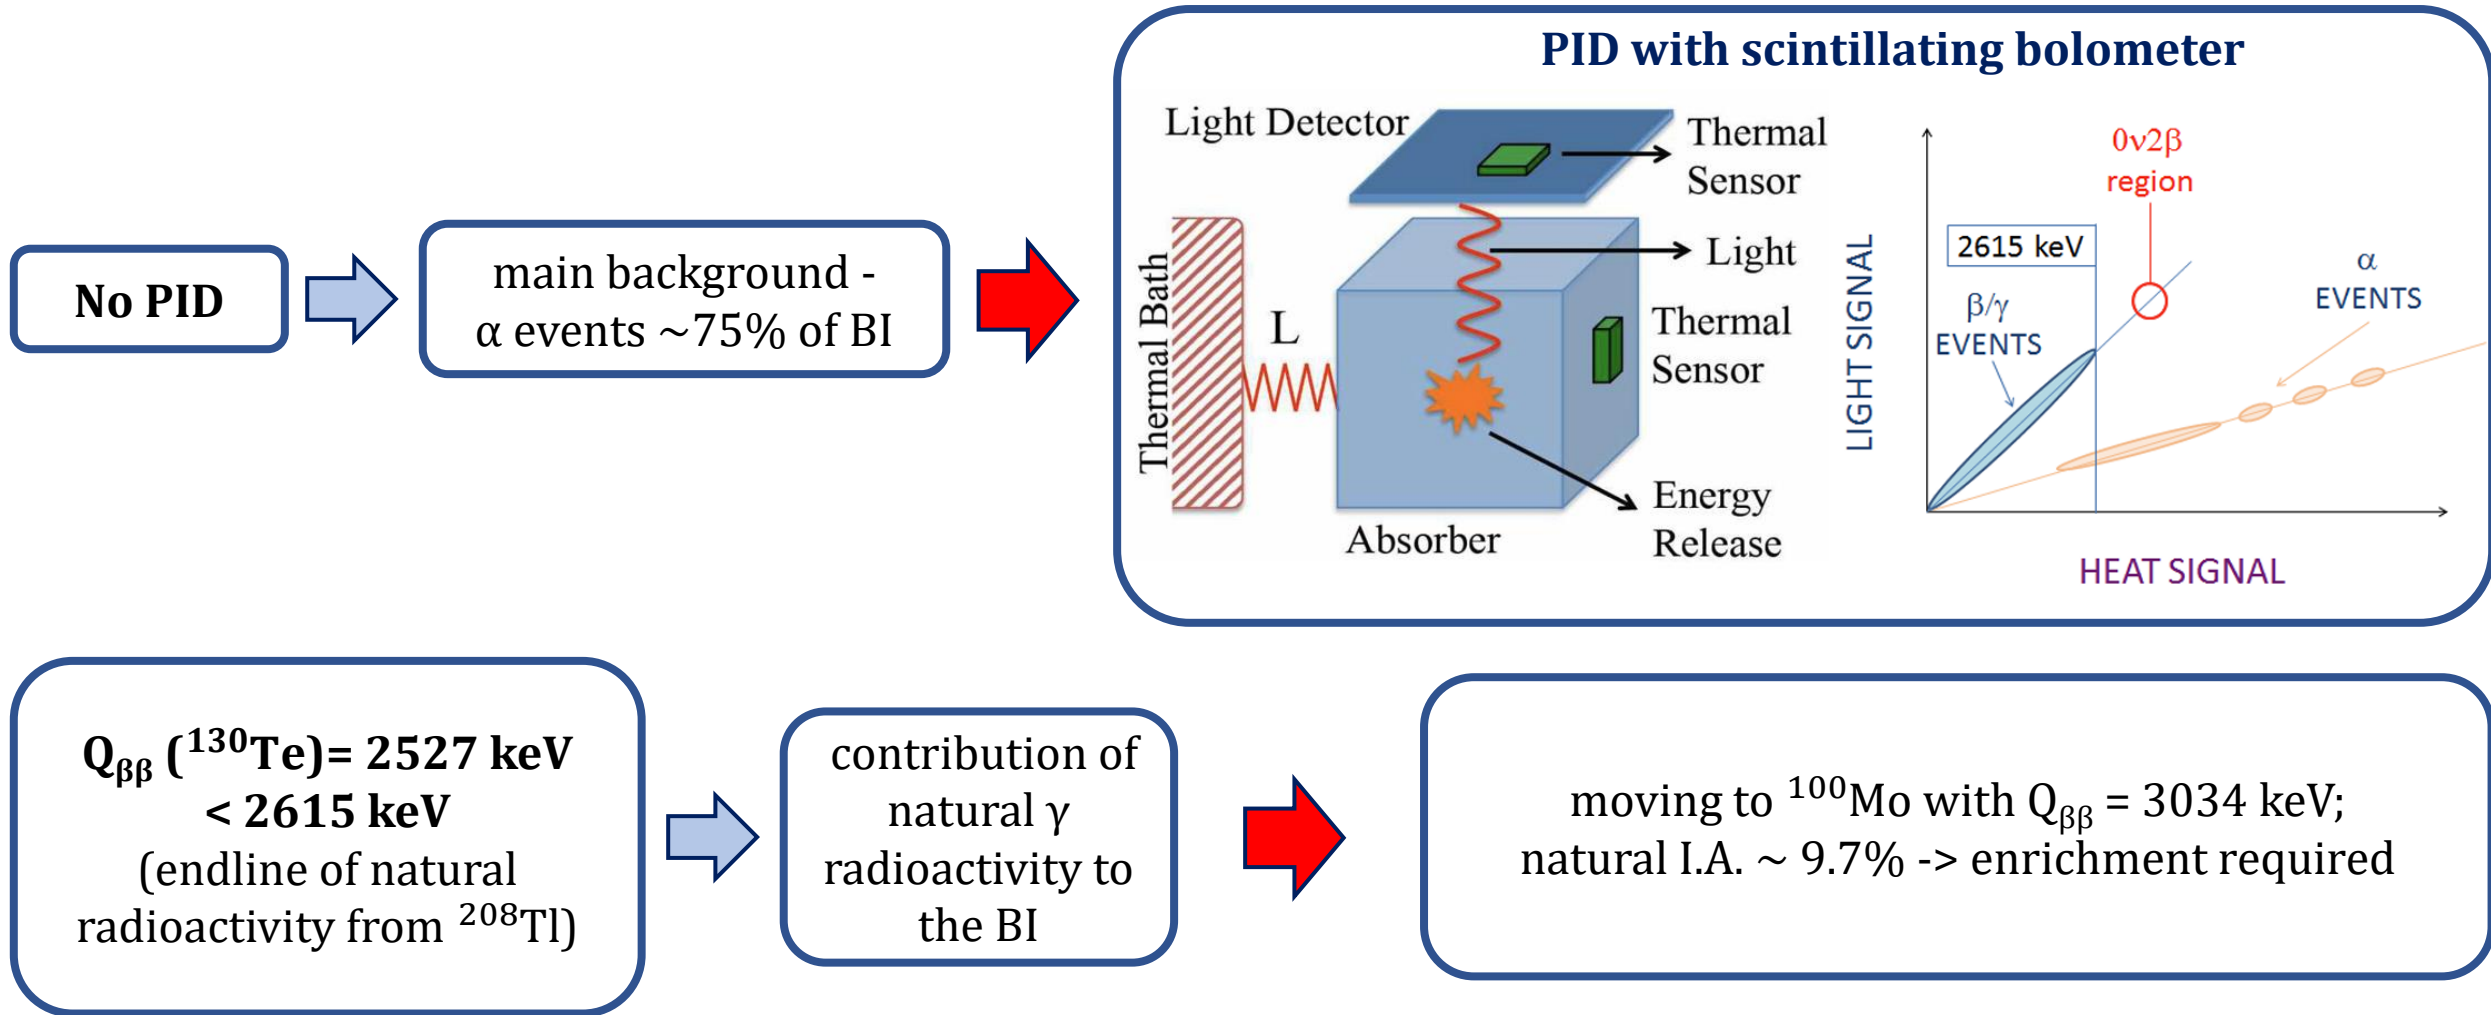 No PID
main background -
α events ~75% of BI
PID with scintillating bolometer
Light Detector
Thermal
Sensor
Light
Thermal Bath
L
Thermal
Sensor
Energy
Release
Absorber
LIGHT SIGNAL
2615 keV
0ν2β
region
β/γ
EVENTS
α
EVENTS
HEAT SIGNAL
Qββ (¹³⁰Te)= 2527 keV
< 2615 keV
(endline of natural
radioactivity from ²⁰⁸Tl)
contribution of
natural γ
radioactivity to
the BI
moving to ¹⁰⁰Mo with Qββ = 3034 keV;
natural I.A. ~ 9.7% -> enrichment required